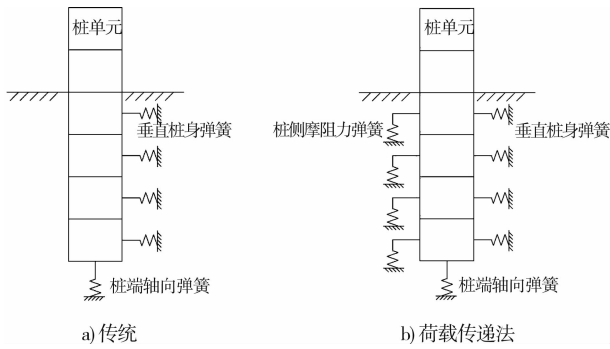 桩单元
垂直桩身弹簧
桩端轴向弹簧
a) 传统
桩单元
桩侧摩阻力弹簧
垂直桩身弹簧
桩端轴向弹簧
b) 荷载传递法